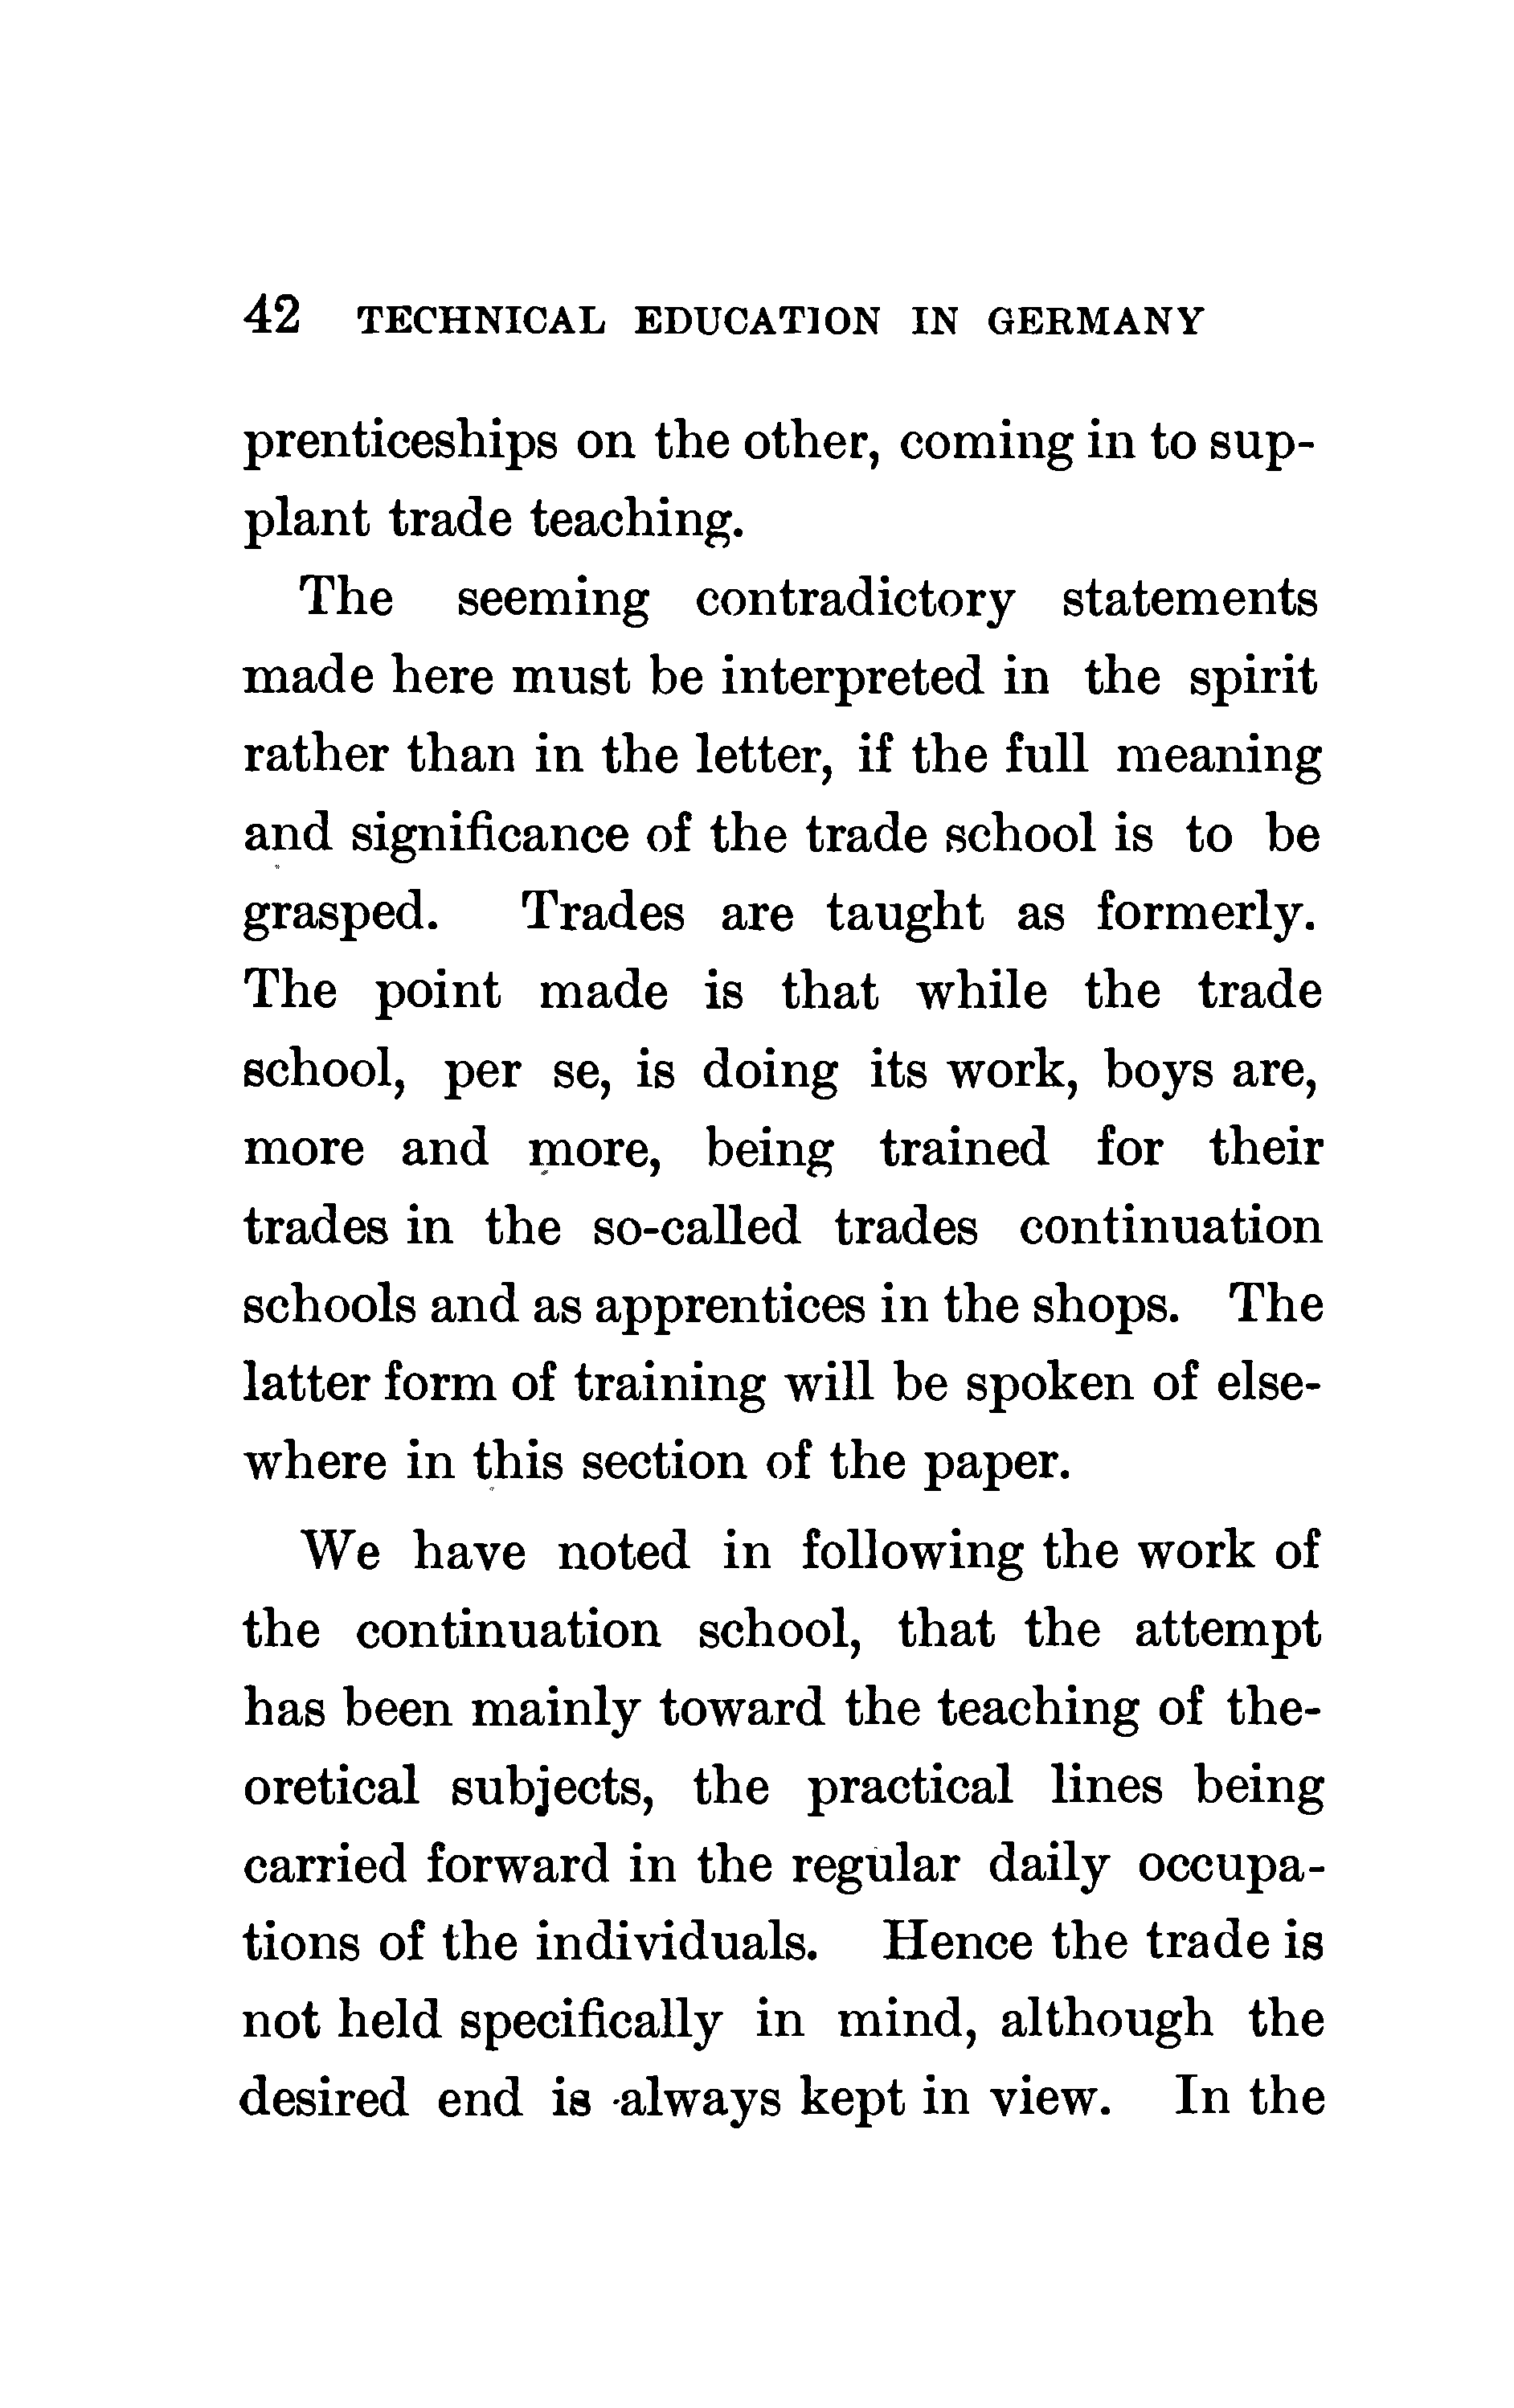 42 TECHNICAL EDUCATION IN GERMANY
prenticeships on the other, coming in to sup-
plant trade teaching.
The seeming contradictory statements
made here must be interpreted in the spirit
rather than in the letter, if the full meaning
and significance of the trade school is to be
grasped. Trades are taught as formerly.
The point made is that while the trade
school, per se, is doing its work, boys are,
more and more, being trained for their
trades in the so-called trades continuation
schools and as apprentices in the shops. The
latter form of training will be spoken of else-
where in this section of the paper.
We have noted in following the work of
the continuation school, that the attempt
has been mainly toward the teaching of the-
oretical subjects, the practical lines being
carried forward in the regular daily occupa-
tions of the individuals. Hence the trade is
not held specifically in mind, although the
desired end is always kept in view. In the